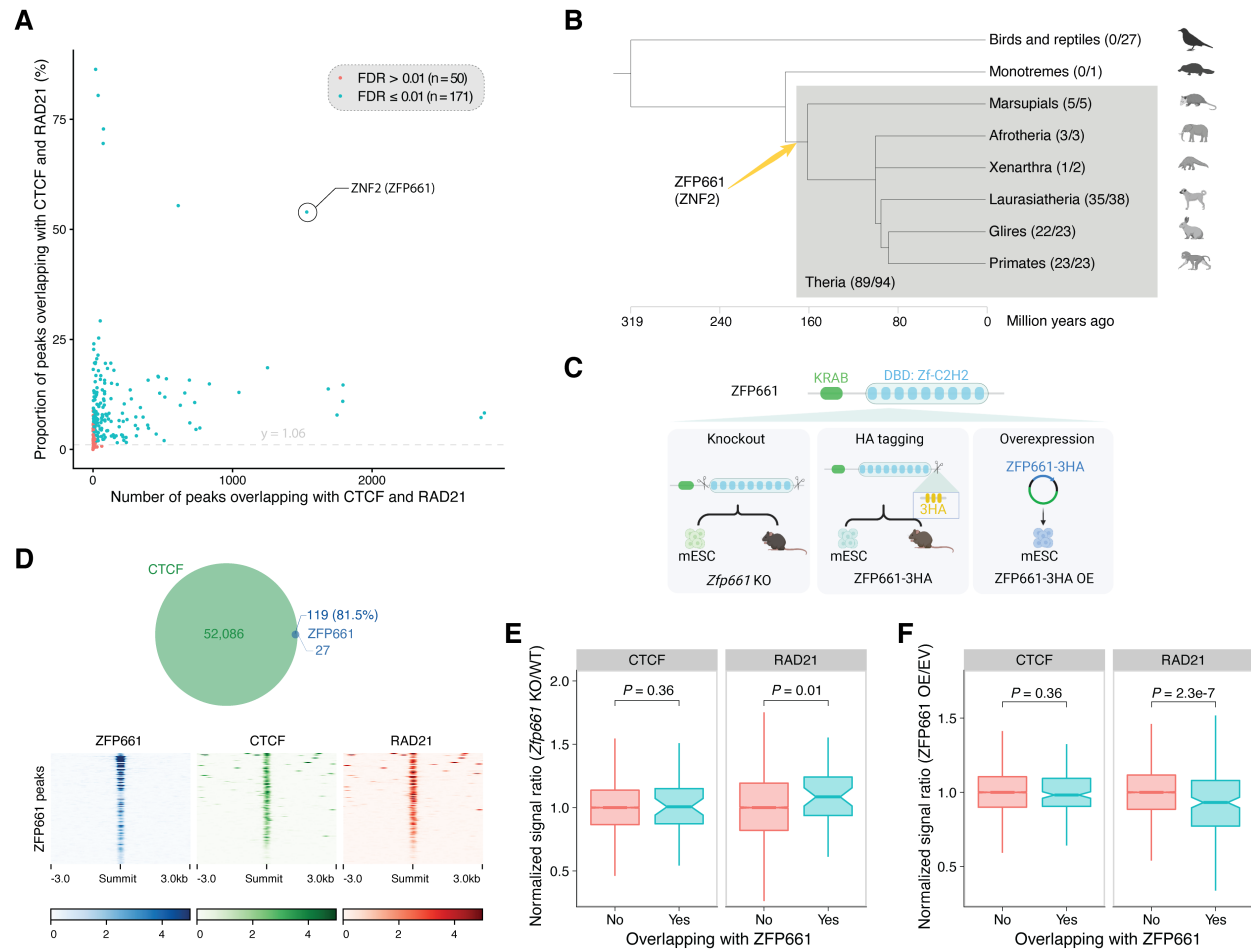 A
Proportion of peaks overlapping with CTCF and RAD21 (%)
75
50
25
0
FDR > 0.01 (n = 50)
FDR ≤ 0.01 (n = 171)
ZNF2 (ZFP661)
y = 1.06
0
1000
2000
Number of peaks overlapping with CTCF and RAD21
B
Birds and reptiles (0/27)
Monotremes (0/1)
Marsupials (5/5)
Afrotheria (3/3)
Xenarthra (1/2)
Laurasiatheria (35/38)
Glires (22/23)
Primates (23/23)
ZFP661
(ZNF2)
Theria (89/94)
319
240
160
80
0
Million years ago
C
ZFP661
KRAB
DBD: Zf-C2H2
Knockout
mESC
Zfp661 KO
HA tagging
3HA
mESC
ZFP661-3HA
Overexpression
ZFP661-3HA
mESC
ZFP661-3HA OE
D
CTCF
52,086
119 (81.5%)
ZFP661
27
ZFP661 peaks
ZFP661
CTCF
RAD21
-3.0
Summit
3.0kb
-3.0
Summit
3.0kb
-3.0
Summit
3.0kb
0
2
4
0
2
4
0
2
4
E
Normalized signal ratio (Zfp661 KO/WT)
2.0
1.5
1.0
0.5
CTCF
P = 0.36
No
Yes
RAD21
P = 0.01
No
Yes
Overlapping with ZFP661
F
Normalized signal ratio (ZFP661 OE/EV)
1.5
1.0
0.5
CTCF
P = 0.36
No
Yes
RAD21
P = 2.3e-7
No
Yes
Overlapping with ZFP661